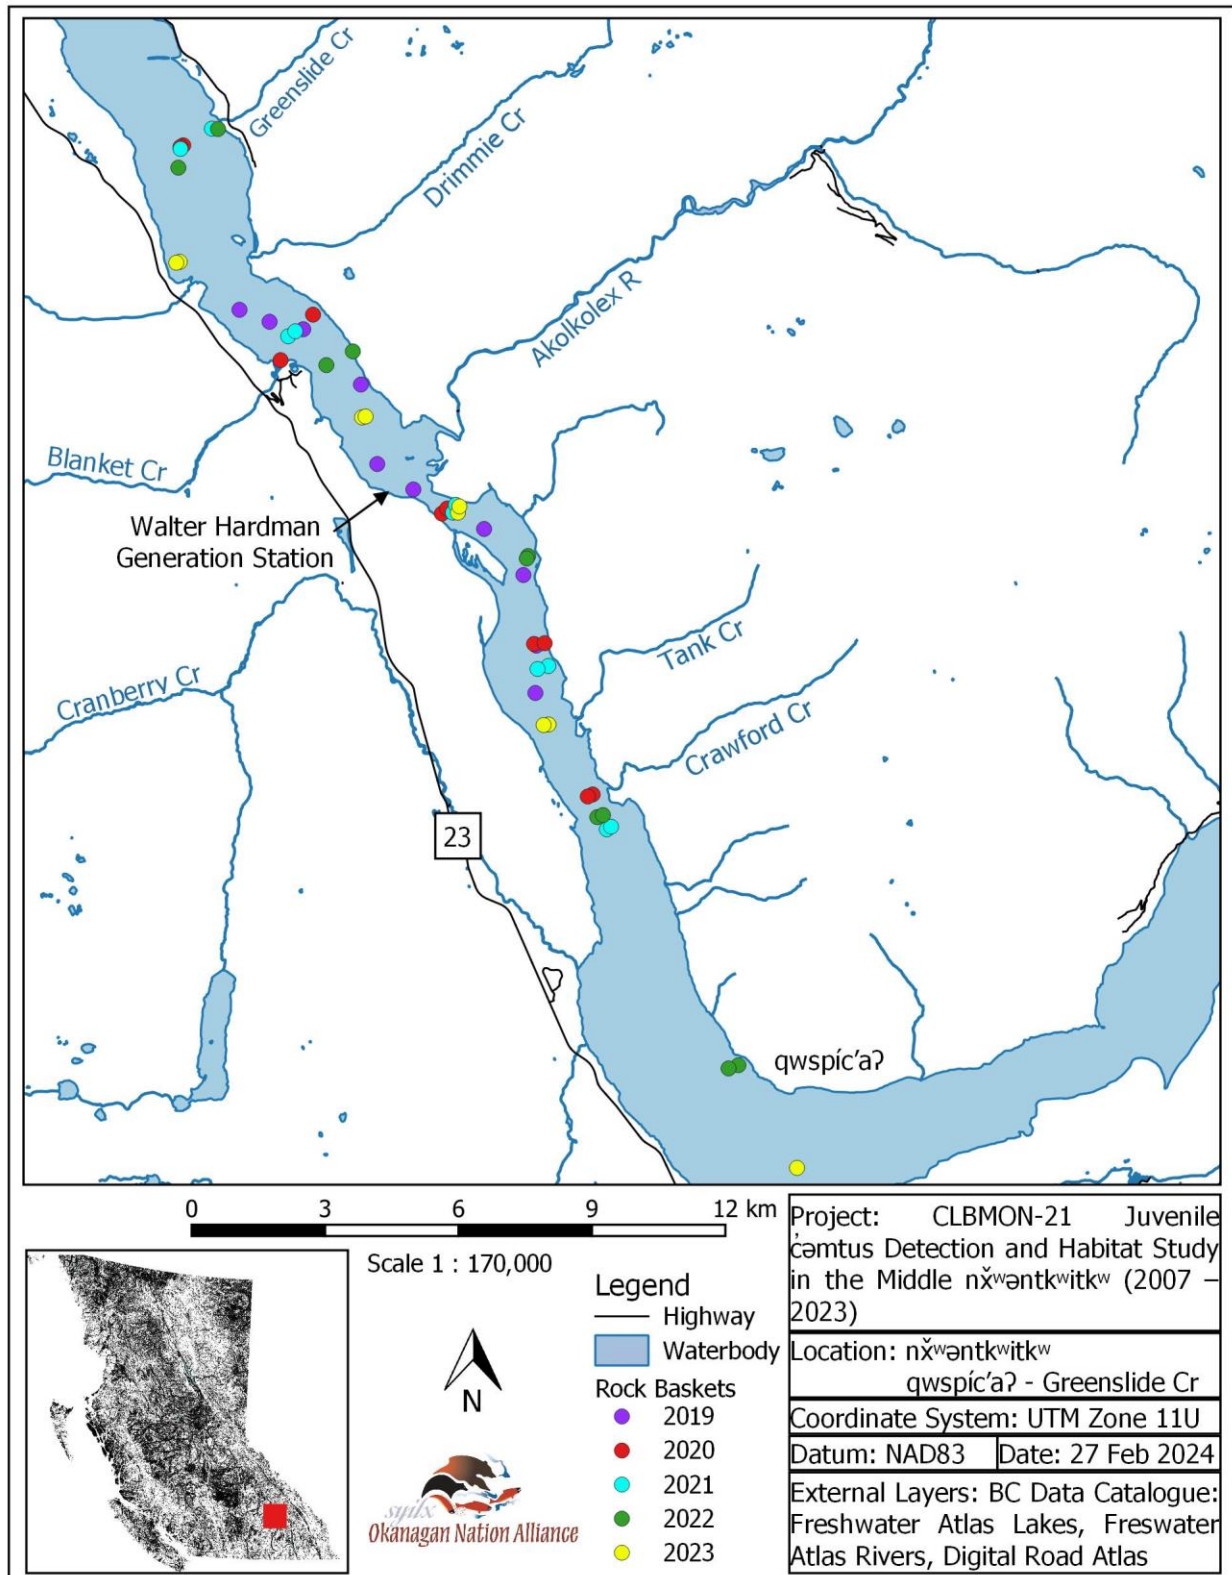 Greenslide Cr
Drimmie Cr
Akolkolex R
Blanket Cr
Walter Hardman
Generation Station
Tank Cr
Cranberry Cr
Crawford Cr
23
qwspíc'aʔ
0 3 6 9 12 km
Scale 1 : 170,000
N
syilx
Okanagan Nation Alliance
Legend
Highway
Waterbody
Rock Baskets
2019
2020
2021
2022
2023
Project: CLBMON-21 Juvenile
c̓əmtus Detection and Habitat Study
in the Middle nx̌ʷəntkʷitkʷ (2007 –
2023)
Location: nx̌ʷəntkʷitkʷ
qwspíc'aʔ - Greenslide Cr
Coordinate System: UTM Zone 11U
Datum: NAD83 Date: 27 Feb 2024
External Layers: BC Data Catalogue:
Freshwater Atlas Lakes, Freswater
Atlas Rivers, Digital Road Atlas